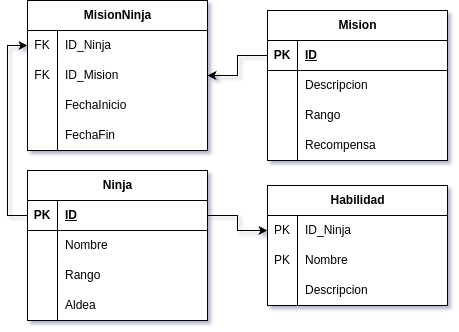 MisionNinja
FK ID_Ninja
FK ID_Mision
FechaInicio
FechaFin
Mision
PK ID
Descripcion
Rango
Recompensa
Ninja
PK ID
Nombre
Rango
Aldea
Habilidad
PK ID_Ninja
PK Nombre
Descripcion